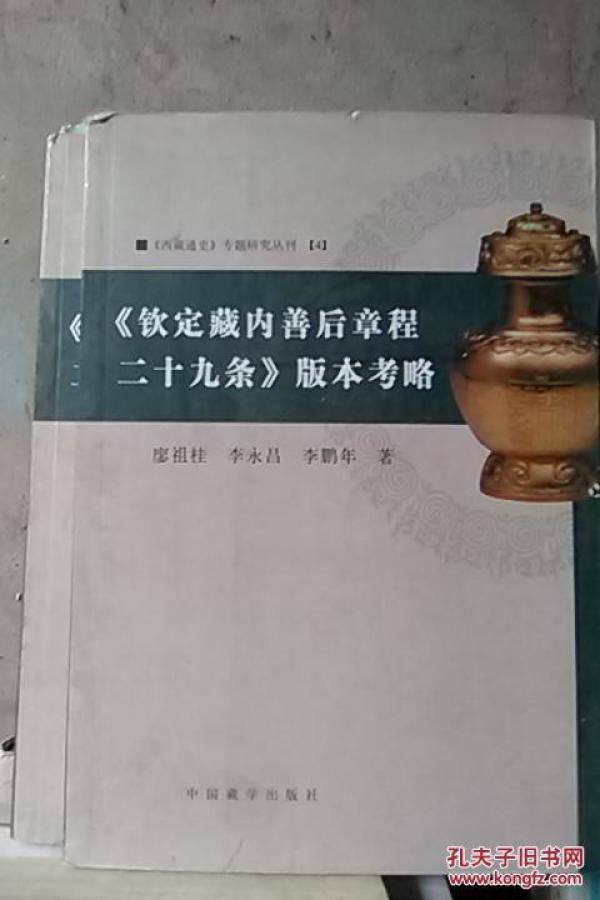 ■《西藏通史》专题研究丛刊【4】
《钦定藏内善后章程
二十九条》版本考略
廖祖桂 李永昌 李鹏年 著
中国藏学出版社
《
二
孔夫子旧书网
www.kongfz.com